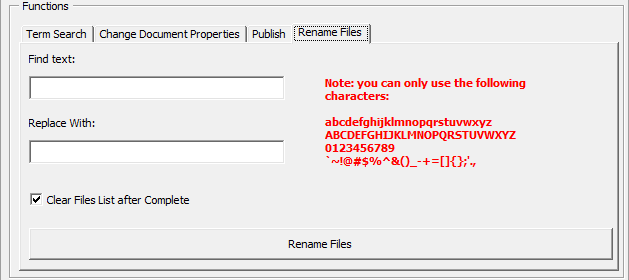 Functions
Term Search Change Document Properties Publish Rename Files
Find text:
Note: you can only use the following
characters:
abcdefghijklmnopqrstuvwxyz
ABCDEFGHIJKLMNOPQRSTUVWXYZ
0123456789
`~!@#$%^&()_-+=[]{};'.,
Replace With:
Clear Files List after Complete
Rename Files